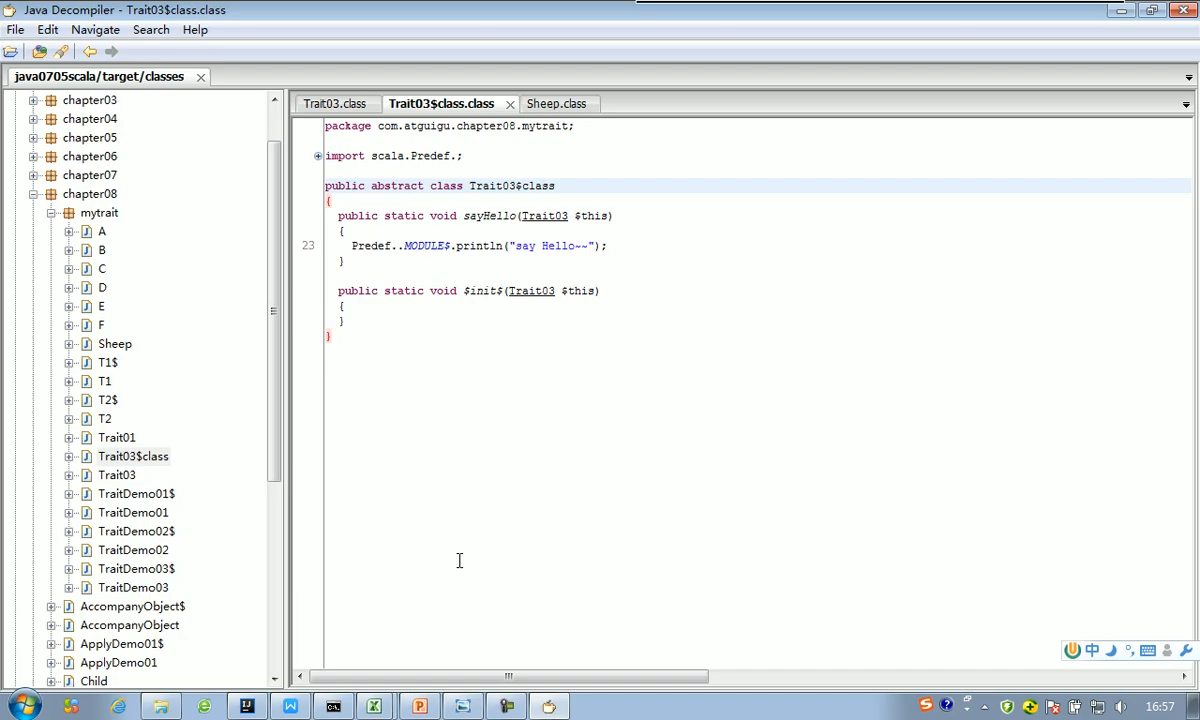 Java Decompiler - Trait03$class.class
File Edit Navigate Search Help
java0705scala/target/classes
chapter03
chapter04
chapter05
chapter06
chapter07
chapter08
mytrait
A
B
C
D
E
F
Sheep
T1$
T1
T2$
T2
Trait01
Trait03$class
Trait03
TraitDemo01$
TraitDemo01
TraitDemo02$
TraitDemo02
TraitDemo03$
TraitDemo03
AccompanyObject$
AccompanyObject
ApplyDemo01$
ApplyDemo01
Child
Trait03.class Trait03$class.class Sheep.class
package com.atguigu.chapter08.mytrait;
import scala.Predef.;
public abstract class Trait03$class
{
public static void sayHello(Trait03 $this)
{
23 Predef..MODULE$.println("say Hello~~");
}
public static void $init$(Trait03 $this)
{
}
}
中
16:57